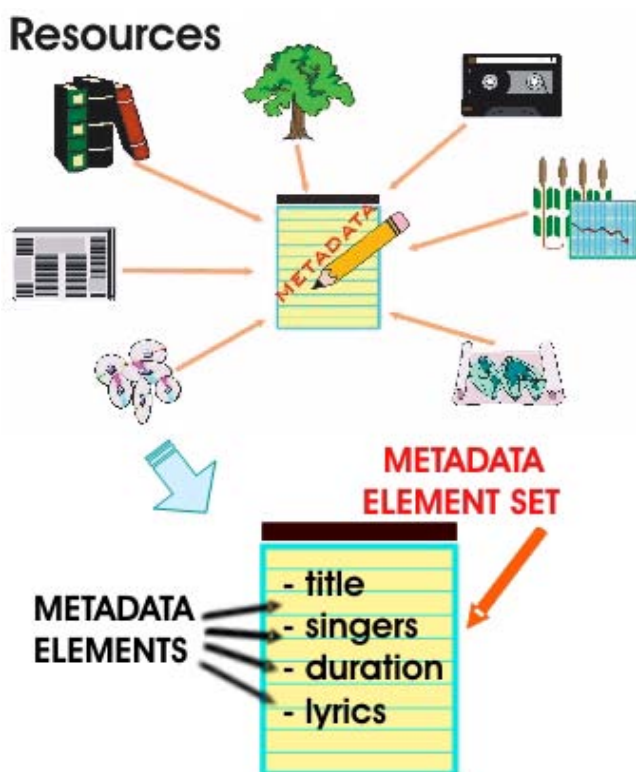 Resources
METADATA
METADATA
ELEMENT SET
METADATA
ELEMENTS
- title
- singers
- duration
- lyrics